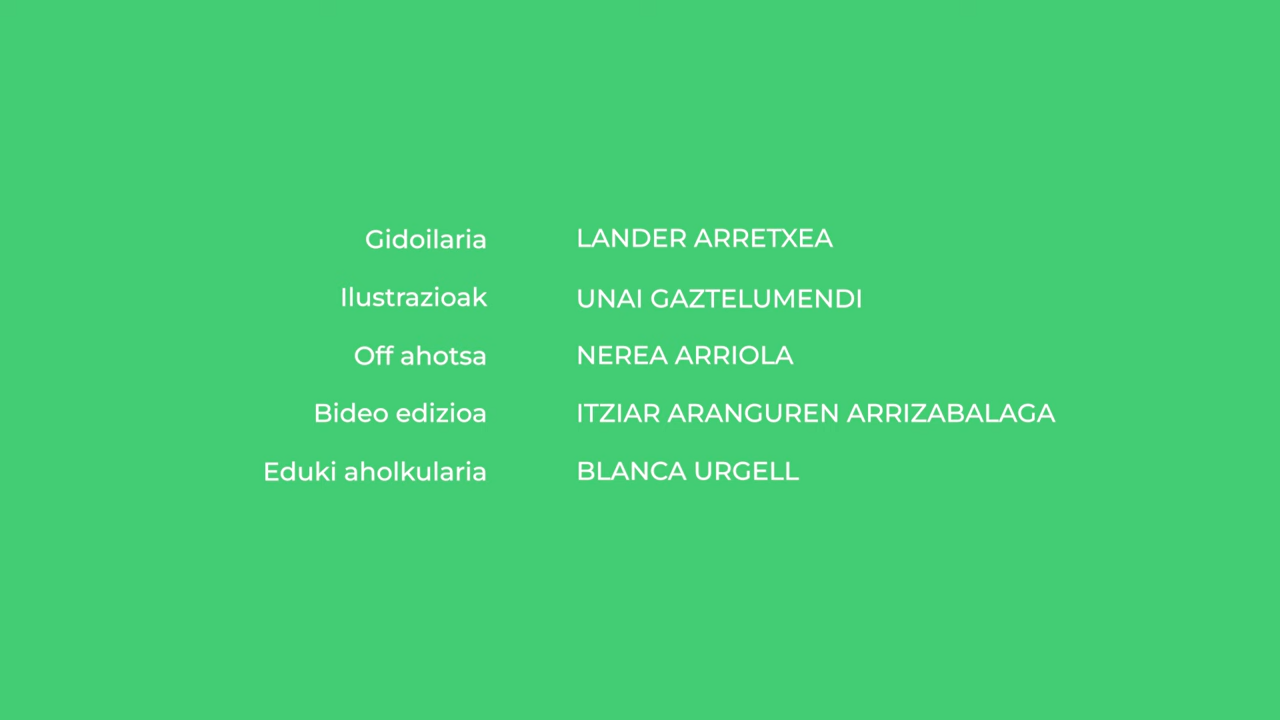 Gidoilaria LANDER ARRETXEA
Ilustrazioak UNAI GAZTELUMENDI
Off ahotsa NEREA ARRIOLA
Bideo edizioa ITZIAR ARANGUREN ARRIZABALAGA
Eduki aholkularia BLANCA URGELL